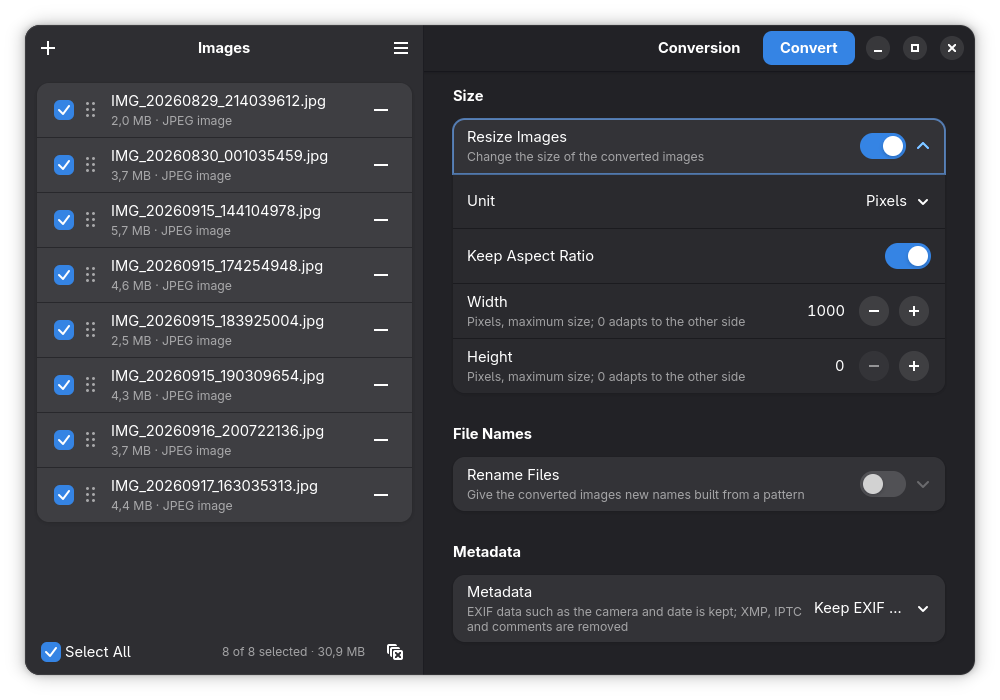 Images
IMG_20260829_214039612.jpg
2,0 MB · JPEG image
IMG_20260830_001035459.jpg
3,7 MB · JPEG image
IMG_20260915_144104978.jpg
5,7 MB · JPEG image
IMG_20260915_174254948.jpg
4,6 MB · JPEG image
IMG_20260915_183925004.jpg
2,5 MB · JPEG image
IMG_20260915_190309654.jpg
4,3 MB · JPEG image
IMG_20260916_200722136.jpg
3,7 MB · JPEG image
IMG_20260917_163035313.jpg
4,4 MB · JPEG image
Select All
8 of 8 selected · 30,9 MB
Conversion
Convert
Size
Resize Images
Change the size of the converted images
Unit
Pixels
Keep Aspect Ratio
Width
Pixels, maximum size; 0 adapts to the other side
1000
Height
Pixels, maximum size; 0 adapts to the other side
0
File Names
Rename Files
Give the converted images new names built from a pattern
Metadata
Metadata
EXIF data such as the camera and date is kept; XMP, IPTC
and comments are removed
Keep EXIF ...